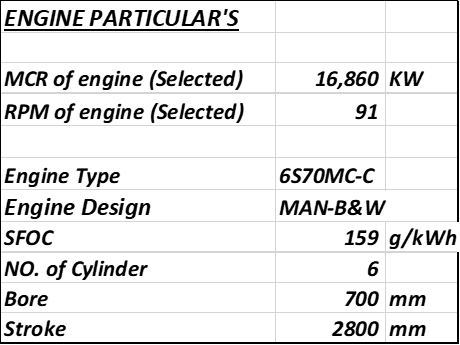 ENGINE PARTICULAR'S
MCR of engine (Selected) 16,860 KW
RPM of engine (Selected) 91
Engine Type 6S70MC-C
Engine Design MAN-B&W
SFOC 159 g/kWh
NO. of Cylinder 6
Bore 700 mm
Stroke 2800 mm